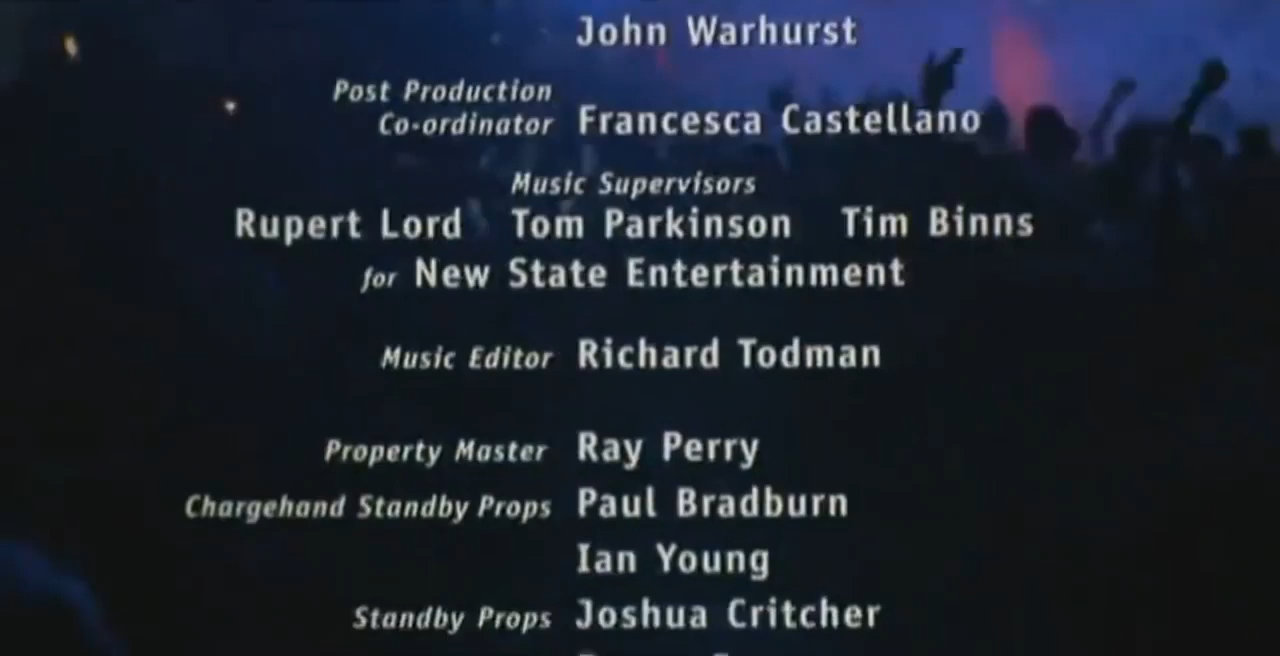 John Warhurst
Post Production
Co-ordinator Francesca Castellano
Music Supervisors
Rupert Lord Tom Parkinson Tim Binns
for New State Entertainment
Music Editor Richard Todman
Property Master Ray Perry
Chargehand Standby Props Paul Bradburn
Ian Young
Standby Props Joshua Critcher